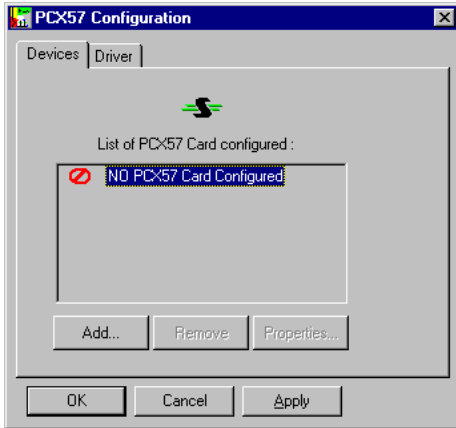 PCX57 Configuration
Devices Driver
List of PCX57 Card configured :
NO PCX57 Card Configured
Add... Remove Properties...
OK Cancel Apply